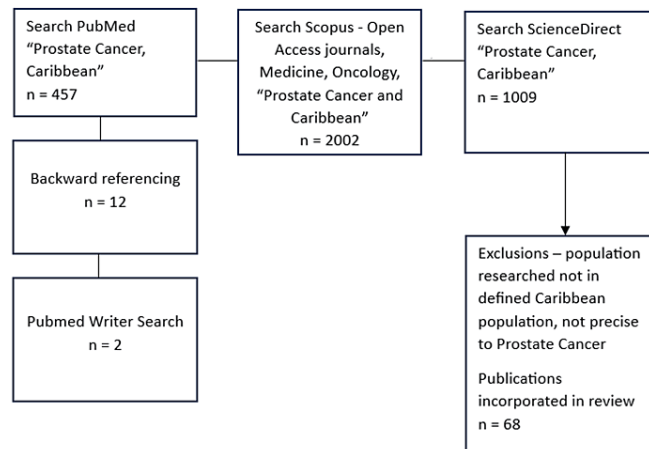 Search PubMed
“Prostate Cancer,
Caribbean”
n = 457
Search Scopus - Open
Access journals,
Medicine, Oncology,
“Prostate Cancer and
Caribbean”
n = 2002
Search ScienceDirect
“Prostate Cancer,
Caribbean”
n = 1009
Backward referencing
n = 12
Pubmed Writer Search
n = 2
Exclusions – population
researched not in
defined Caribbean
population, not precise
to Prostate Cancer
Publications
incorporated in review
n = 68